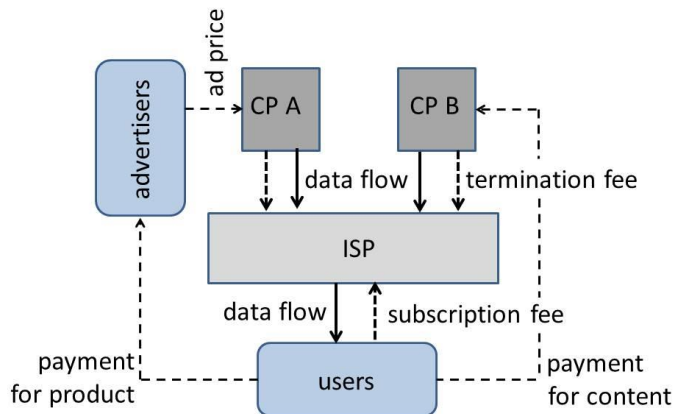 ad price
advertisers
CP A
CP B
data flow
termination fee
ISP
data flow
subscription fee
payment
for product
users
payment
for content